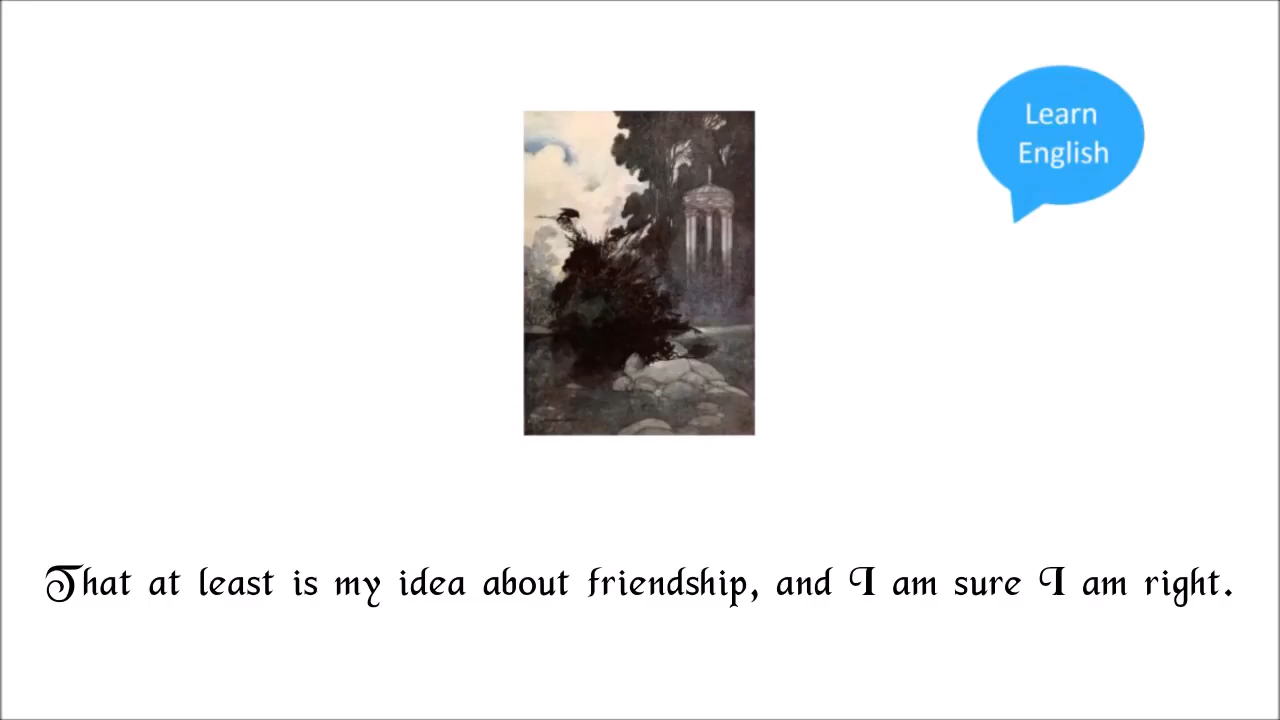 Learn
English
That at least is my idea about friendship, and I am sure I am right.